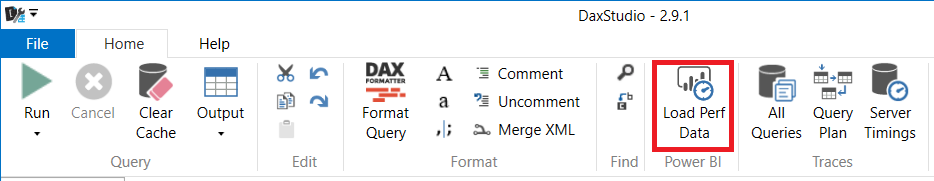 DaxStudio - 2.9.1
File Home Help
DAX
FORMATTER
A Comment
a Uncomment
Merge XML
Run Cancel Clear Cache Output Format Query Load Perf Data All Queries Query Plan Server Timings
Query Edit Format Find Power BI Traces